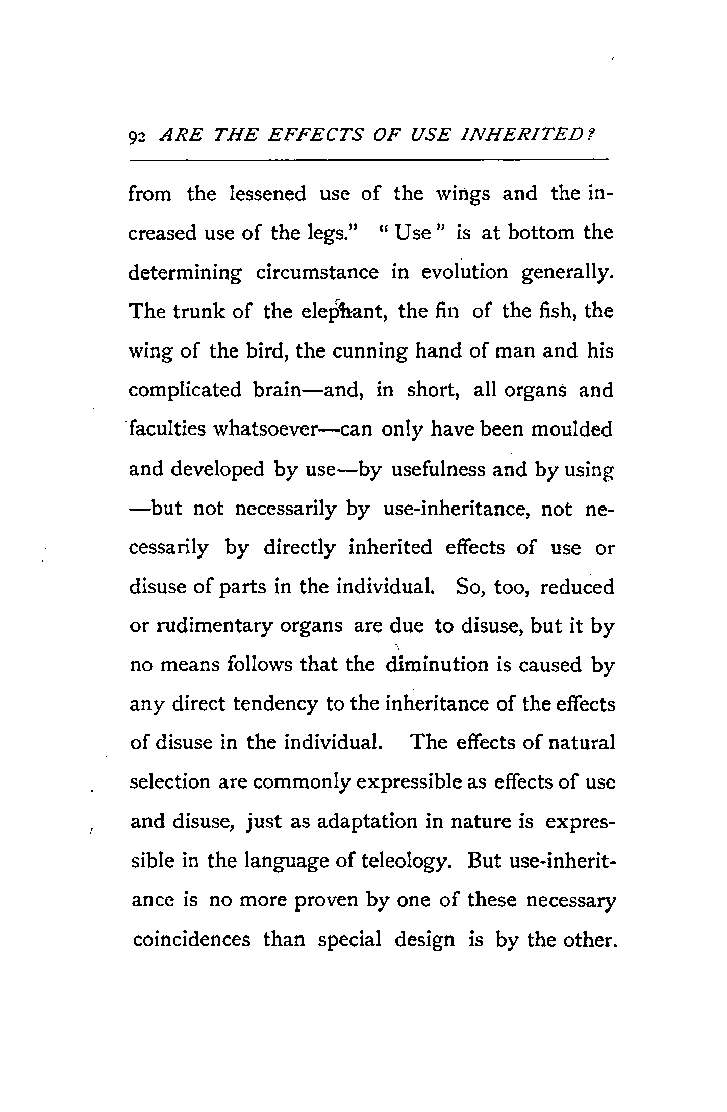 92 ARE THE EFFECTS OF USE INHERITED?
from the lessened use of the wings and the in-
creased use of the legs." "Use" is at bottom the
determining circumstance in evolution generally.
The trunk of the elephant, the fin of the fish, the
wing of the bird, the cunning hand of man and his
complicated brain—and, in short, all organs and
faculties whatsoever—can only have been moulded
and developed by use—by usefulness and by using
—but not necessarily by use-inheritance, not ne-
cessarily by directly inherited effects of use or
disuse of parts in the individual. So, too, reduced
or rudimentary organs are due to disuse, but it by
no means follows that the diminution is caused by
any direct tendency to the inheritance of the effects
of disuse in the individual. The effects of natural
selection are commonly expressible as effects of use
and disuse, just as adaptation in nature is expres-
sible in the language of teleology. But use-inherit-
ance is no more proven by one of these necessary
coincidences than special design is by the other.